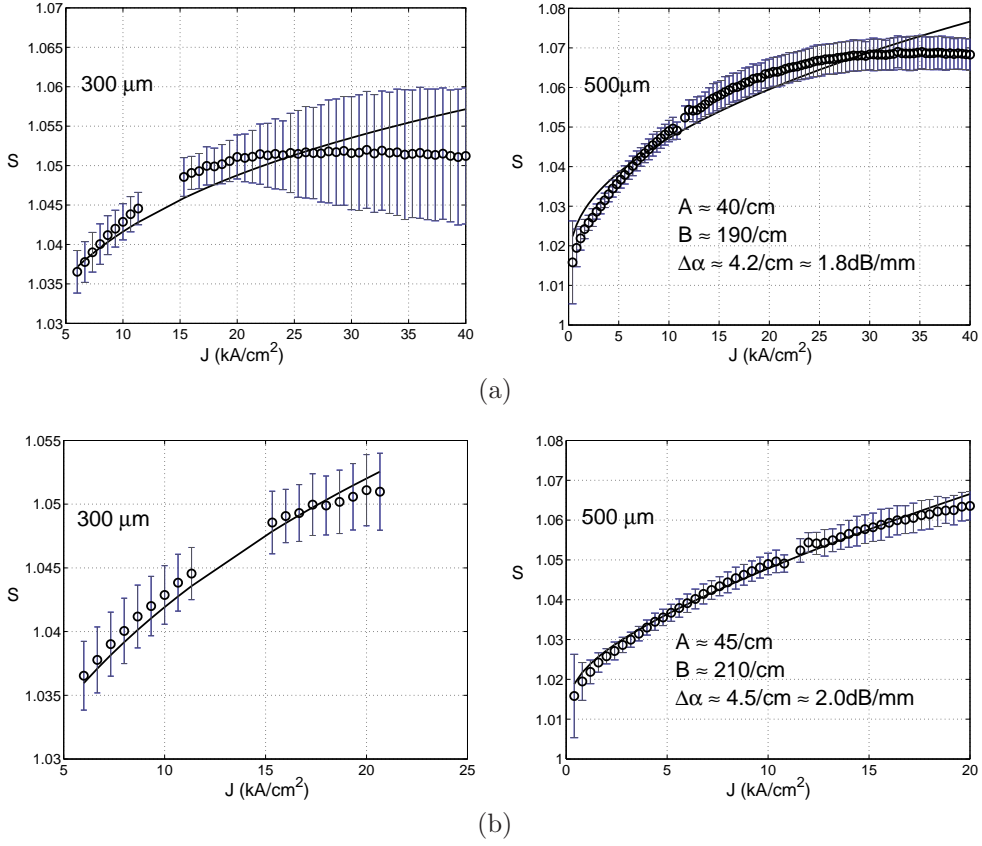 1.07
1.06
1.05
1.04
1.03
1.065
1.055
1.045
1.035
S
300 μm
5 10 15 20 25 30 35 40
J (kA/cm²)
1.08
1.07
1.06
1.05
1.04
1.03
1.02
1.01
1
S
500μm
A ≈ 40/cm
B ≈ 190/cm
Δα ≈ 4.2/cm ≈ 1.8dB/mm
0 5 10 15 20 25 30 35 40
J (kA/cm²)
(a)
1.055
1.05
1.045
1.04
1.035
1.03
S
300 μm
5 10 15 20 25
J (kA/cm²)
1.08
1.07
1.06
1.05
1.04
1.03
1.02
1.01
1
S
500 μm
A ≈ 45/cm
B ≈ 210/cm
Δα ≈ 4.5/cm ≈ 2.0dB/mm
0 5 10 15 20
J (kA/cm²)
(b)